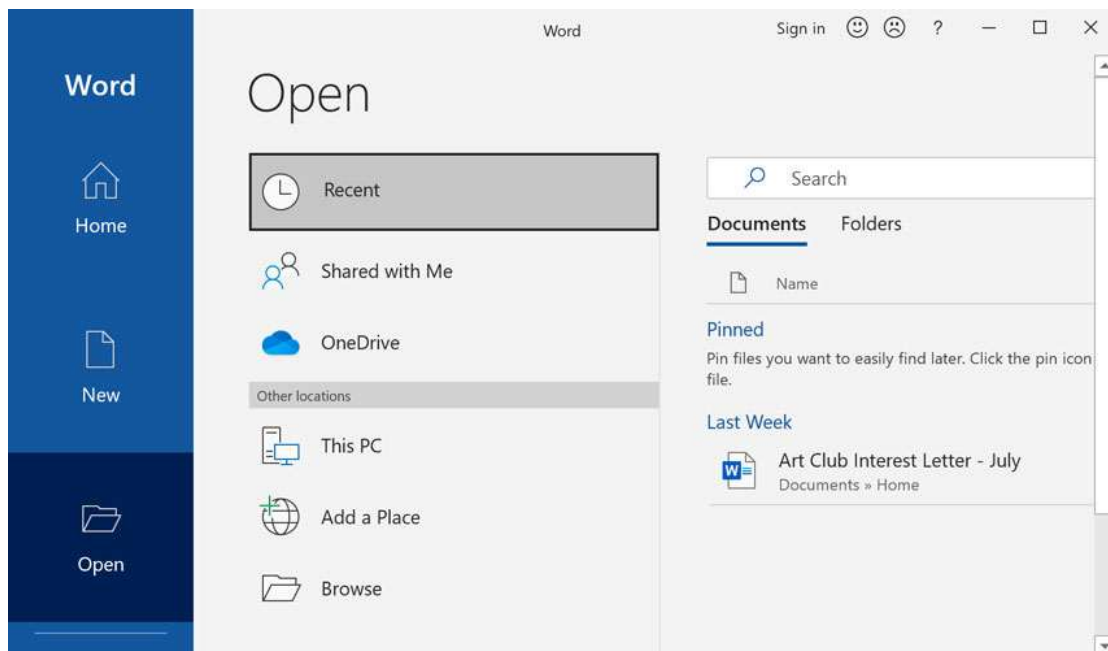 Word
Sign in
?
Word
Home
New
Open
Open
Recent
Shared with Me
OneDrive
Other locations
This PC
Add a Place
Browse
Search
Documents Folders
Name
Pinned
Pin files you want to easily find later. Click the pin icon
file.
Last Week
W
Art Club Interest Letter - July
Documents » Home